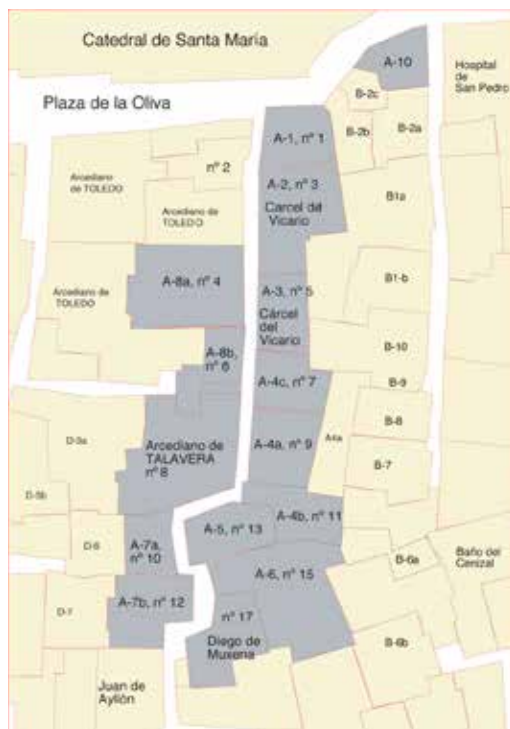 Catedral de Santa Maria
A-10
Hospital
de
San Pedro
Plaza de la Oliva
B-2c
B-2b
B-2a
A-1, nº 1
nº 2
Arcediano
de TOLEDO
A-2, nº 3
Carcel del
Vicario
B1a
Arcediano de
TOLEDO
Arcediano de
TOLEDO
A-8a, nº 4
A-3, nº 5
Cárcel
del
Vicario
B1-b
A-8b,
nº 6
B-10
A-4c, nº 7
B-9
B-8
D-3a
Arcediano de
TALAVERA
nº 8
A-4a, nº 9
A4a
B-7
D-5b
A-5, nº 13
A-4b, nº 11
D-6
A-7a,
nº 10
B-6a
Baño del
Cenizal
A-6, nº 15
A-7b, nº 12
D-7
nº 17
Diego de
Muxena
B-6b
Juan de
Ayllón